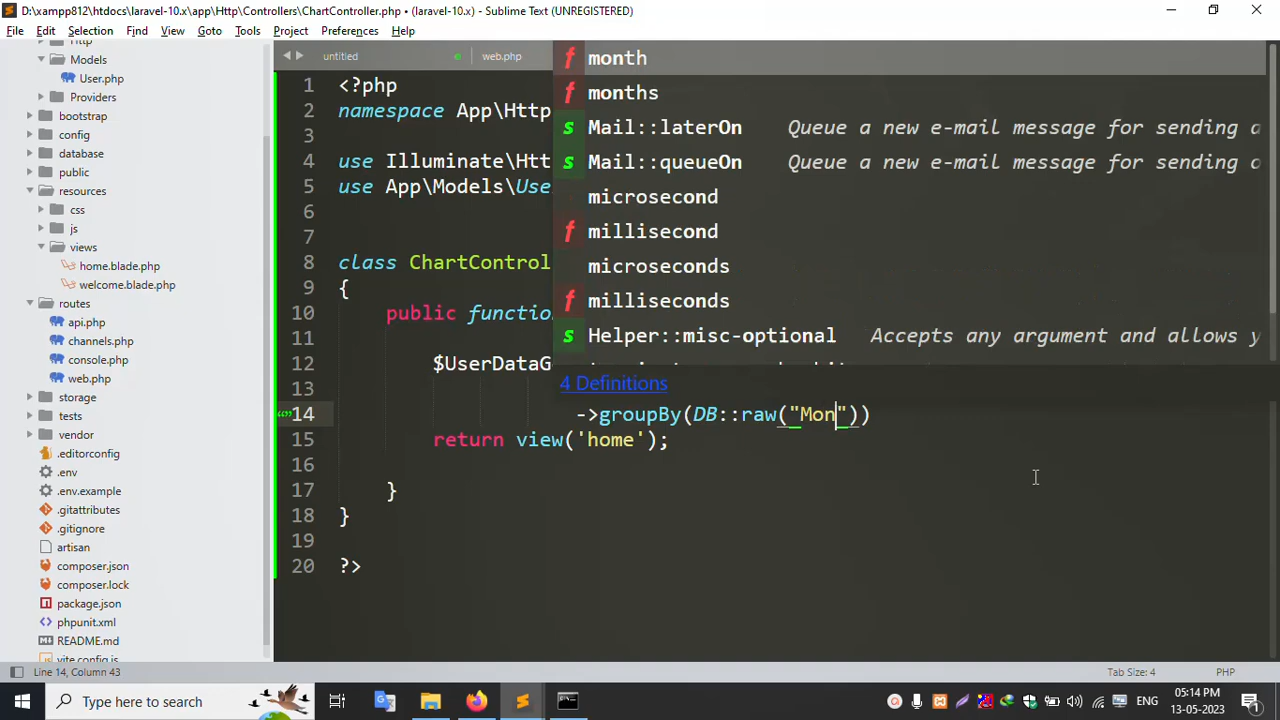 D:\xampp812\htdocs\laravel-10.x\app\Http\Controllers\ChartController.php • (laravel-10.x) - Sublime Text (UNREGISTERED)
File Edit Selection Find View Goto Tools Project Preferences Help
Http
Models
User.php
Providers
bootstrap
config
database
public
resources
css
js
views
home.blade.php
welcome.blade.php
routes
api.php
channels.php
console.php
web.php
storage
tests
vendor
.editorconfig
.env
.env.example
.gitattributes
.gitignore
artisan
composer.json
composer.lock
package.json
phpunit.xml
README.md
vite.config.js
untitled web.php
1 <?php
2 namespace App\Http
3
4 use Illuminate\Htt
5 use App\Models\Use
6
7
8 class ChartControl
9 {
10 public functio
11
12 $UserDataG
13
14 ->groupBy(DB::raw("Mon"))
15 return view('home');
16
17 }
18 }
19
20 ?>
f month
f months
s Mail::laterOn Queue a new e-mail message for sending a
s Mail::queueOn Queue a new e-mail message for sending o
microsecond
f millisecond
microseconds
f milliseconds
s Helper::misc-optional Accepts any argument and allows y
4 Definitions
Line 14, Column 43 Tab Size: 4 PHP
Type here to search
ENG
05:14 PM
13-05-2023